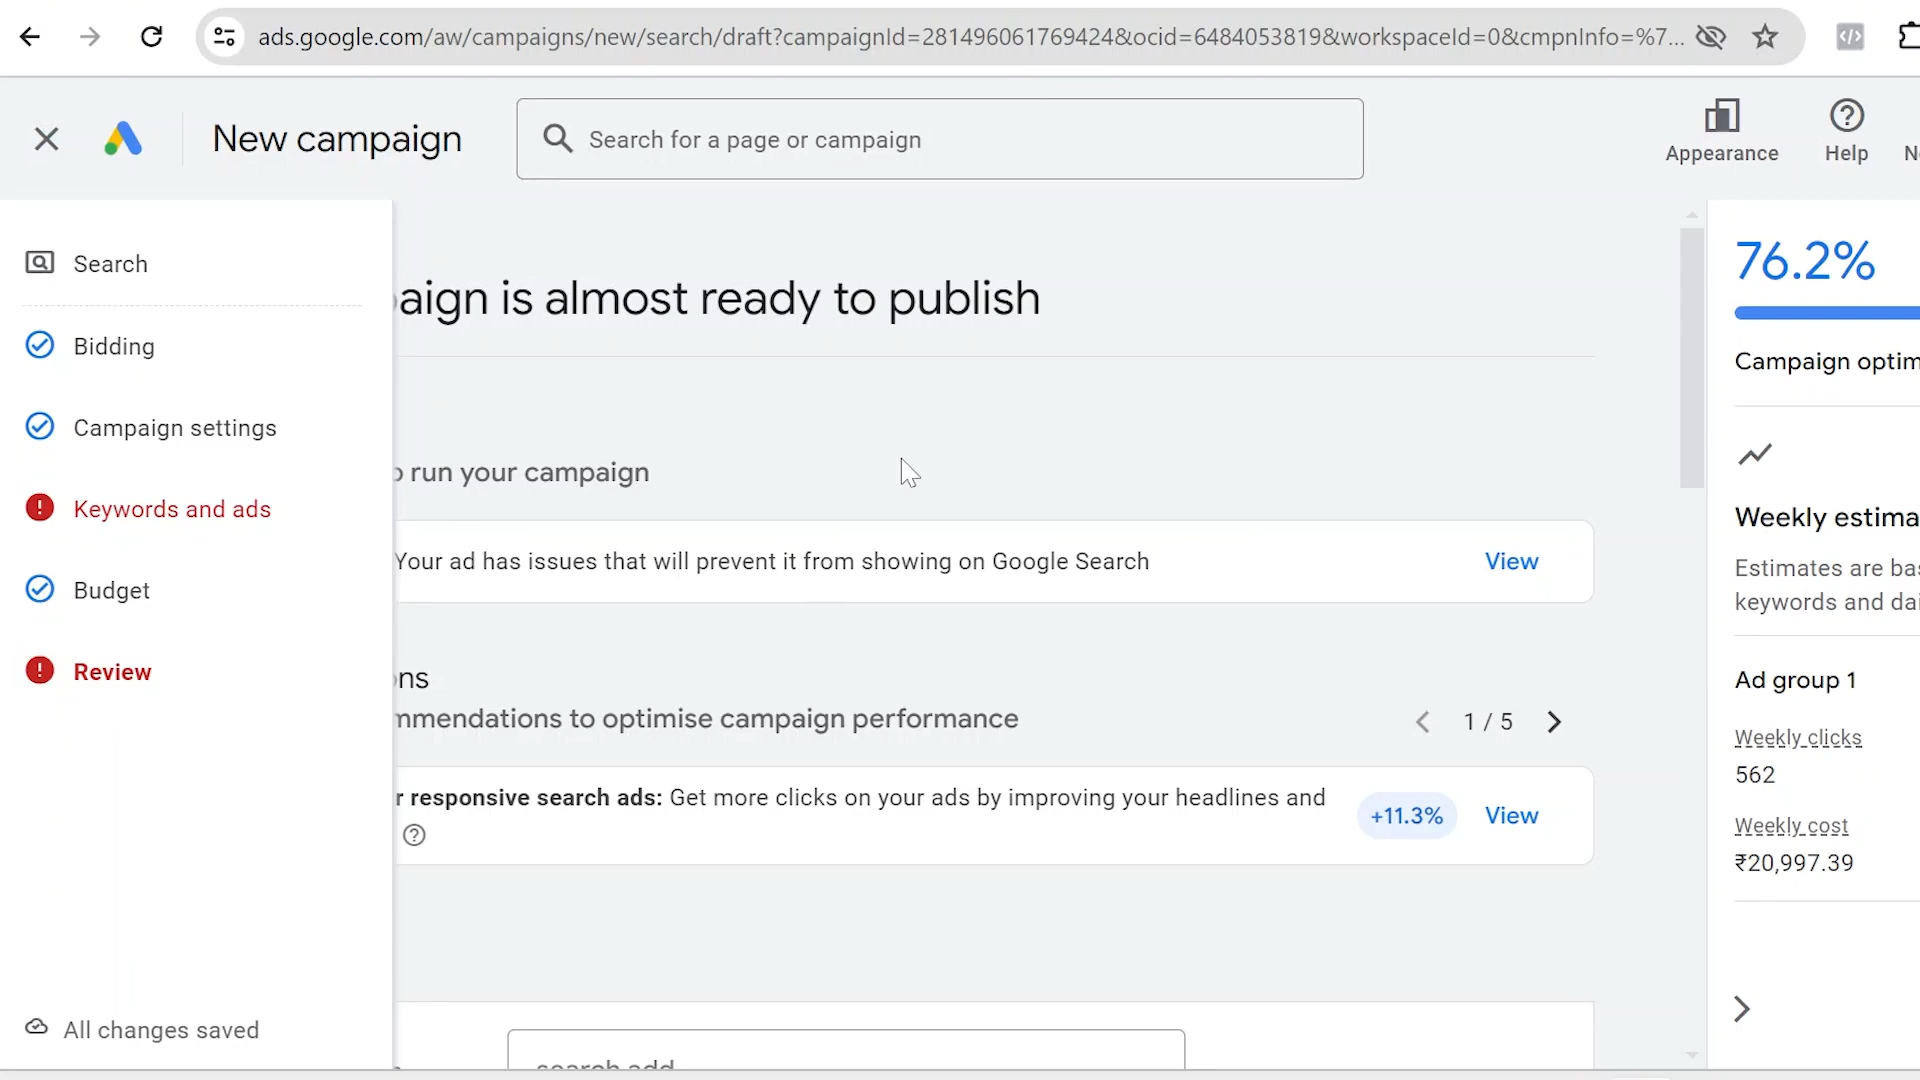 ads.google.com/aw/campaigns/new/search/draft?campaignId=281496061769424&ocid=6484053819&workspaceId=0&cmpnInfo=%7...
New campaign
Search for a page or campaign
Appearance
Help
Search
Bidding
Campaign settings
Keywords and ads
Budget
Review
All changes saved
aign is almost ready to publish
run your campaign
Your ad has issues that will prevent it from showing on Google Search
View
ns
mmendations to optimise campaign performance
1 / 5
r responsive search ads: Get more clicks on your ads by improving your headlines and
+11.3%
View
search add
76.2%
Campaign optim
Weekly estima
Estimates are bas
keywords and dai
Ad group 1
Weekly clicks
562
Weekly cost
₹20,997.39